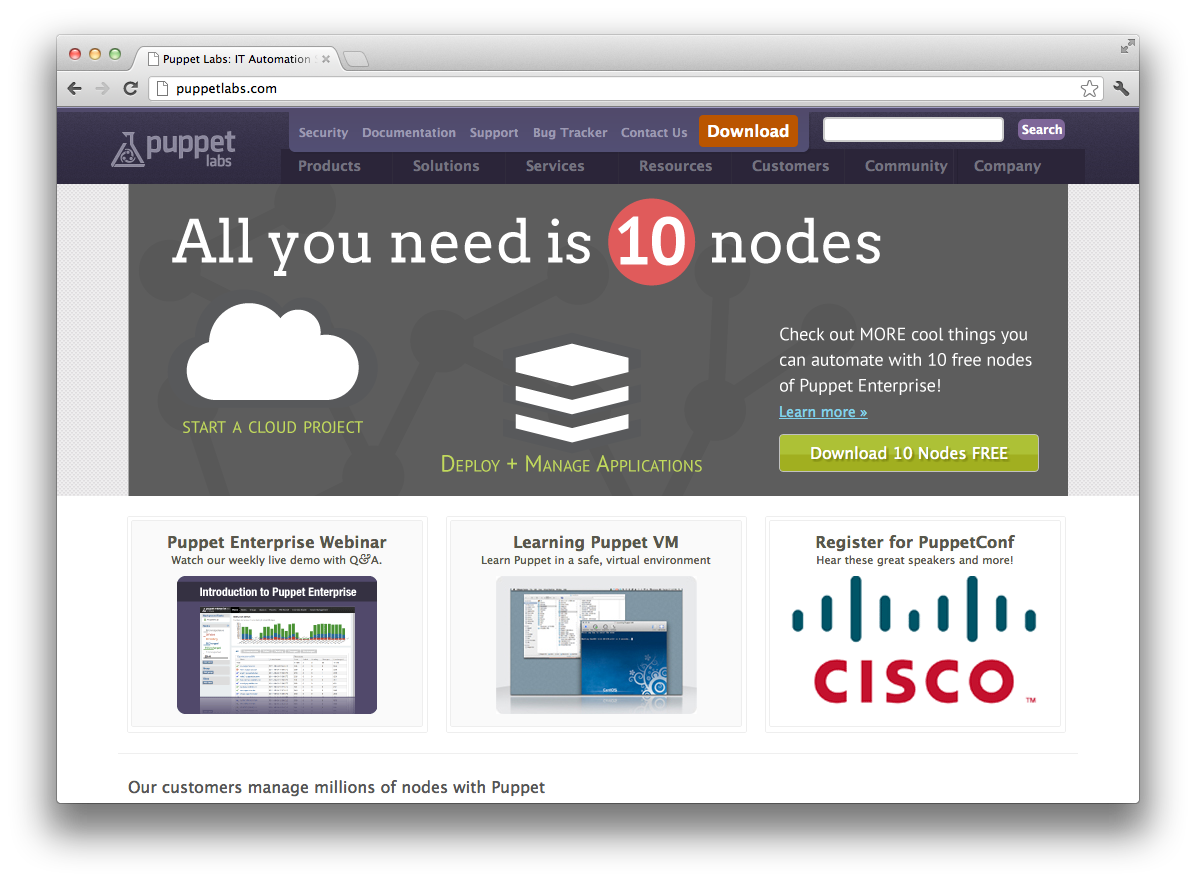 Puppet Labs: IT Automation
puppetlabs.com
puppet
labs
Security Documentation Support Bug Tracker Contact Us Download Search
Products Solutions Services Resources Customers Community Company
All you need is 10 nodes
Check out MORE cool things you
can automate with 10 free nodes
of Puppet Enterprise!
Learn more »
START A CLOUD PROJECT
Download 10 Nodes FREE
DEPLOY + MANAGE APPLICATIONS
Puppet Enterprise Webinar
Watch our weekly live demo with Q&A.
Introduction to Puppet Enterprise
Learning Puppet VM
Learn Puppet in a safe, virtual environment
CentOS
Register for PuppetConf
Hear these great speakers and more!
CISCO
TM
Our customers manage millions of nodes with Puppet